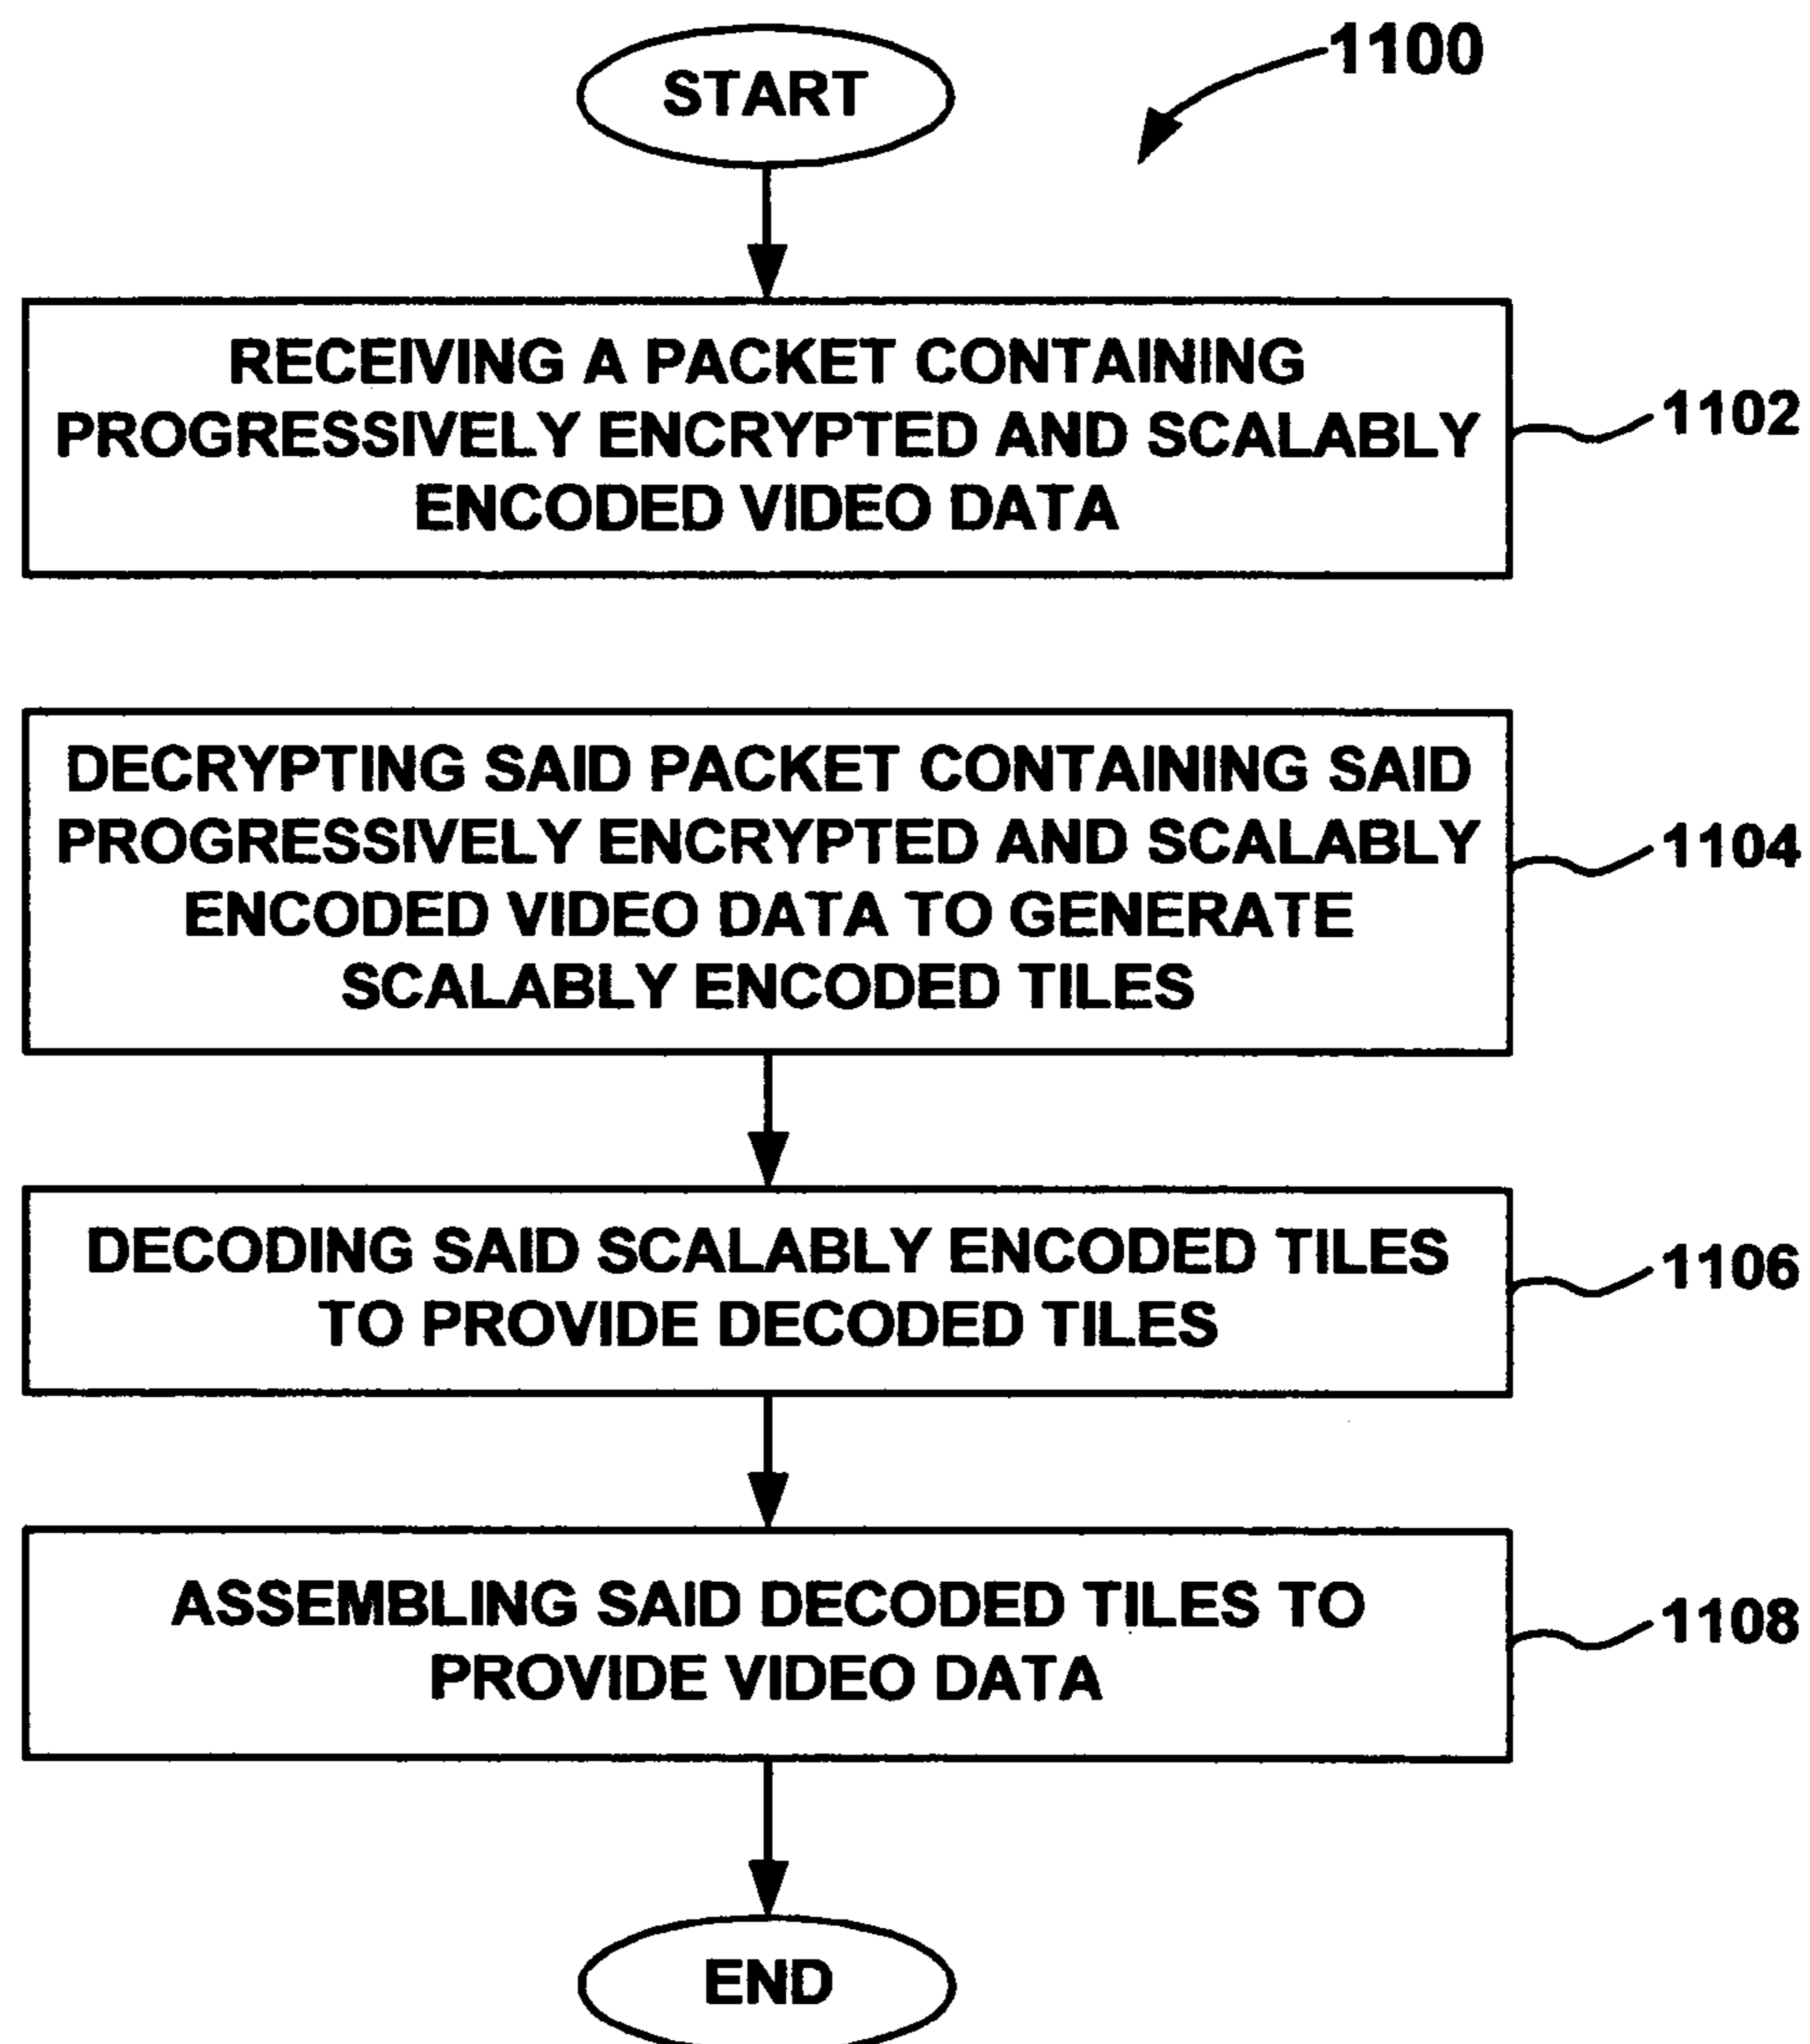 START
1100
RECEIVING A PACKET CONTAINING
PROGRESSIVELY ENCRYPTED AND SCALABLY
ENCODED VIDEO DATA
1102
DECRYPTING SAID PACKET CONTAINING SAID
PROGRESSIVELY ENCRYPTED AND SCALABLY
ENCODED VIDEO DATA TO GENERATE
SCALABLY ENCODED TILES
1104
DECODING SAID SCALABLY ENCODED TILES
TO PROVIDE DECODED TILES
1106
ASSEMBLING SAID DECODED TILES TO
PROVIDE VIDEO DATA
1108
END